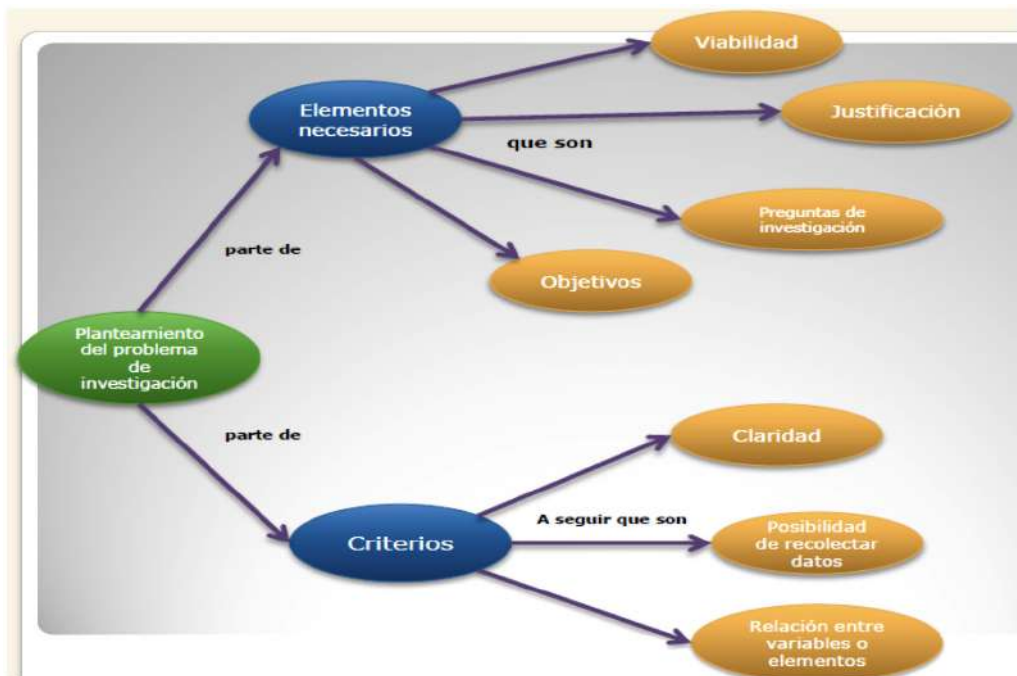 Viabilidad
Elementos
necesarios
Justificación
que son
Preguntas de
investigación
parte de
Objetivos
Planteamiento
del problema
de
investigación
parte de
Claridad
A seguir que son
Criterios
Posibilidad
de recolectar
datos
Relación entre
variables o
elementos